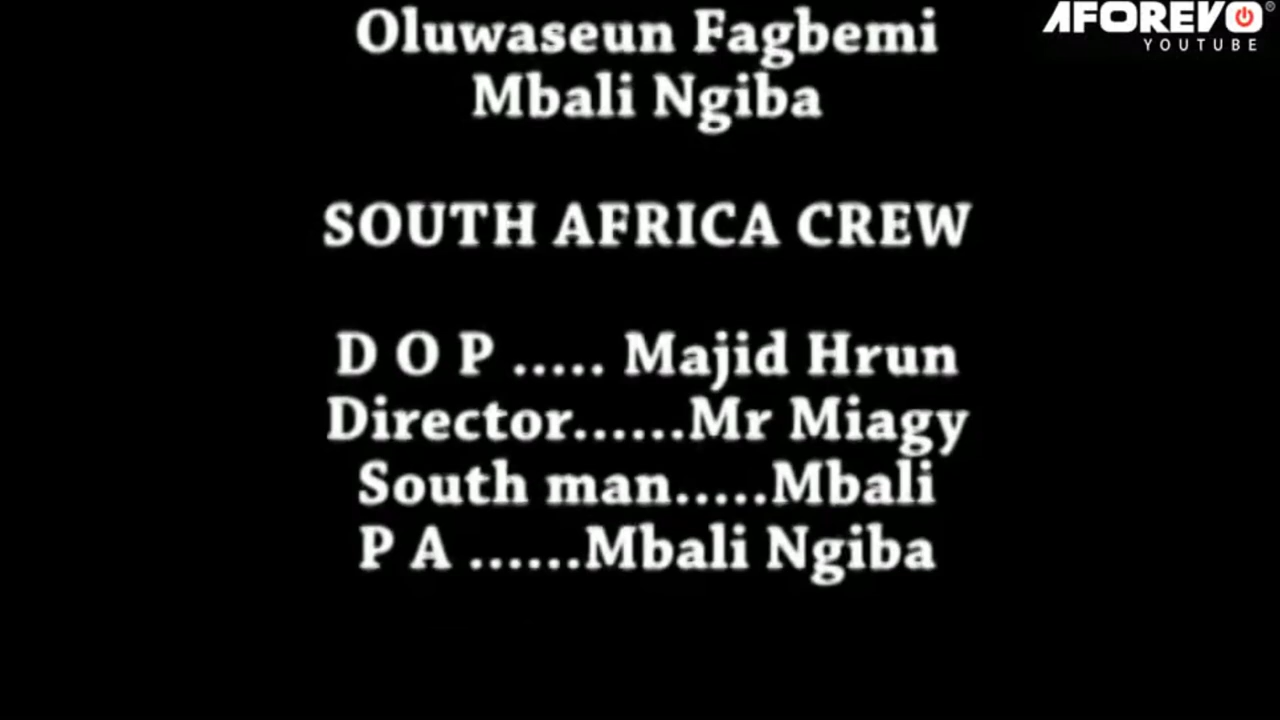 AFOREVO
YOUTUBE
Oluwaseun Fagbemi
Mbali Ngiba
SOUTH AFRICA CREW
D O P ..... Majid Hrun
Director......Mr Miagy
South man.....Mbali
P A ......Mbali Ngiba